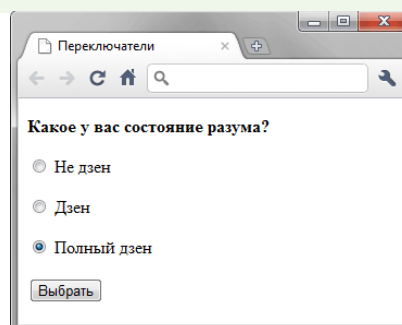 Переключатели
Какое у вас состояние разума?
Не дзен
Дзен
Полный дзен
Выбрать